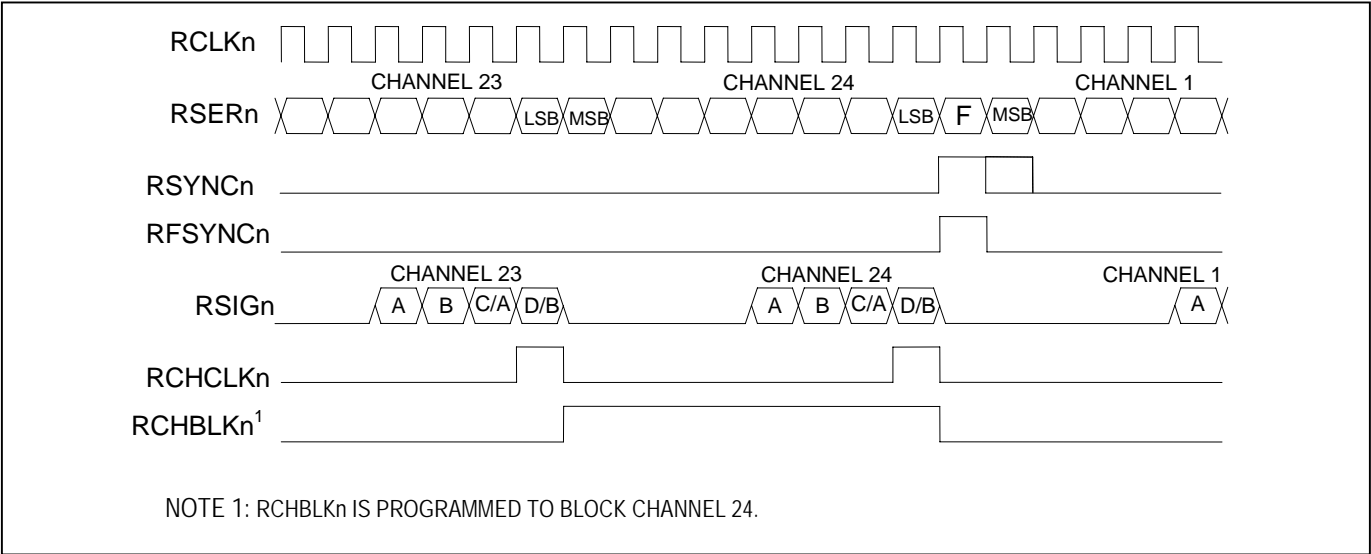 RCLKn
CHANNEL 23 CHANNEL 24 CHANNEL 1
RSERn LSB MSB LSB F MSB
RSYNCn
RFSYNCn
CHANNEL 23 CHANNEL 24 CHANNEL 1
RSIGn A B C/A D/B A B C/A D/B A
RCHCLKn
RCHBLKn¹
NOTE 1: RCHBLKn IS PROGRAMMED TO BLOCK CHANNEL 24.